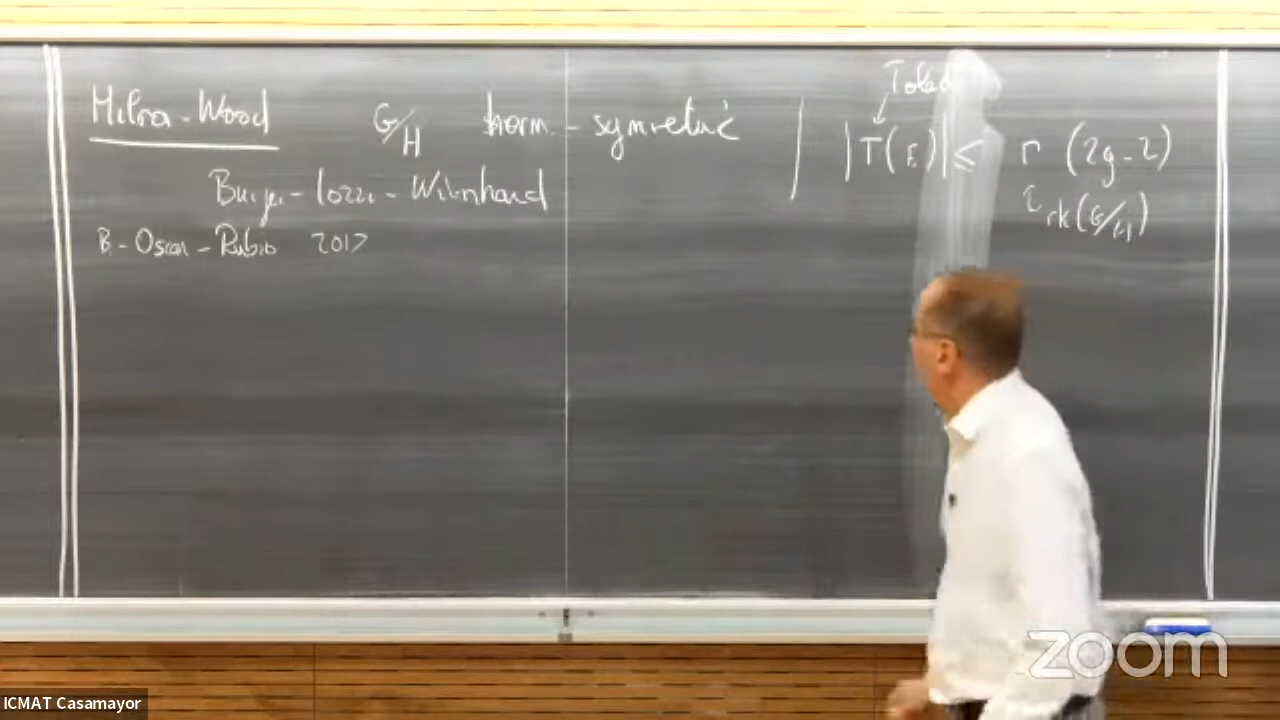 Milnor-Wood G/H herm-symmetric |T(E)| ≤ r (2g-2)
Toledo
Burger-Iozzi-Wienhard
rk(G/H)
B-Oscar-Rubio 2017
zoom
ICMAT Casamayor